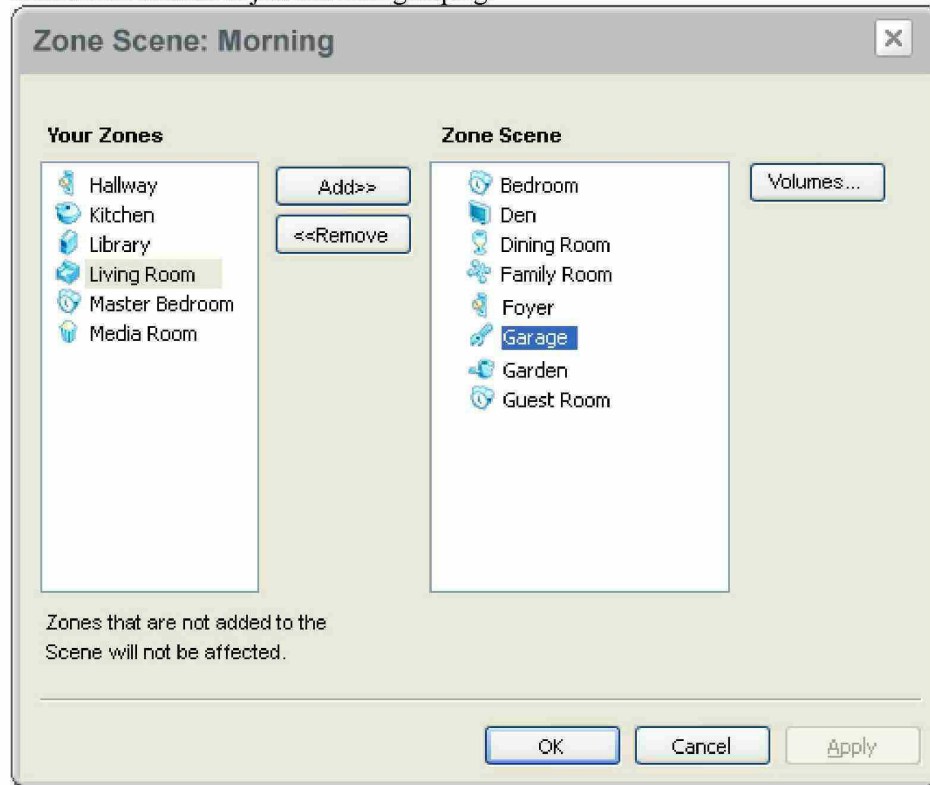 Zone Scene: Morning
Your Zones
Zone Scene
Hallway
Kitchen
Library
Living Room
Master Bedroom
Media Room
Add>>
<<Remove
Bedroom
Den
Dining Room
Family Room
Foyer
Garage
Garden
Guest Room
Volumes...
Zones that are not added to the
Scene will not be affected.
OK
Cancel
Apply